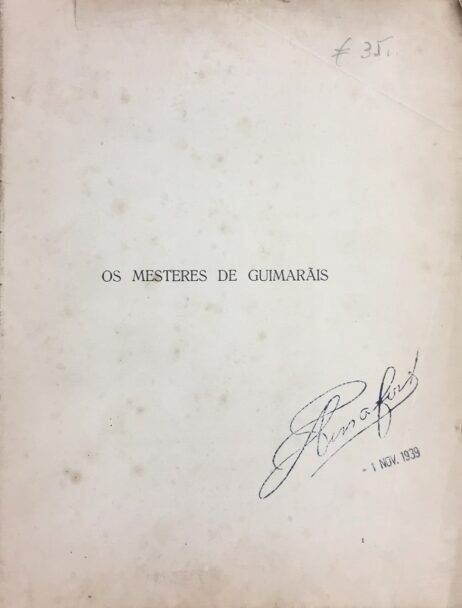 € 35.
OS MESTERES DE GUIMARÃIS
- 1 NOV. 1939